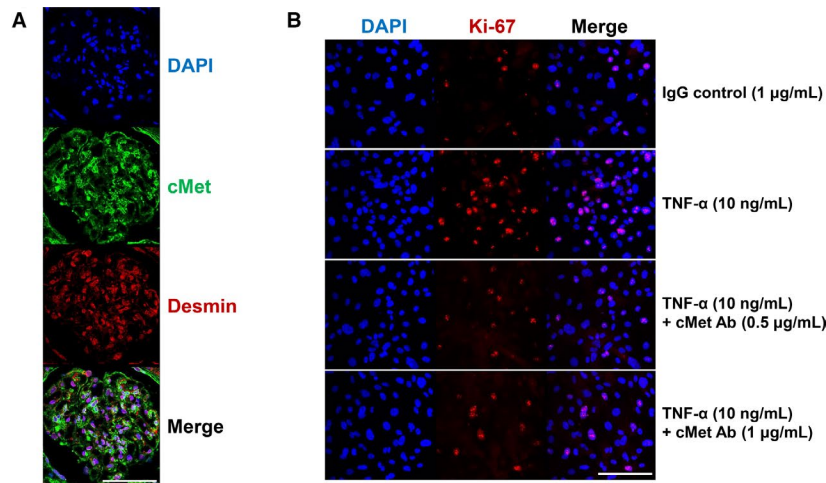 A
DAPI
cMet
Desmin
Merge
B
DAPI
Ki-67
Merge
IgG control (1 µg/mL)
TNF-α (10 ng/mL)
TNF-α (10 ng/mL)
+ cMet Ab (0.5 µg/mL)
TNF-α (10 ng/mL)
+ cMet Ab (1 µg/mL)